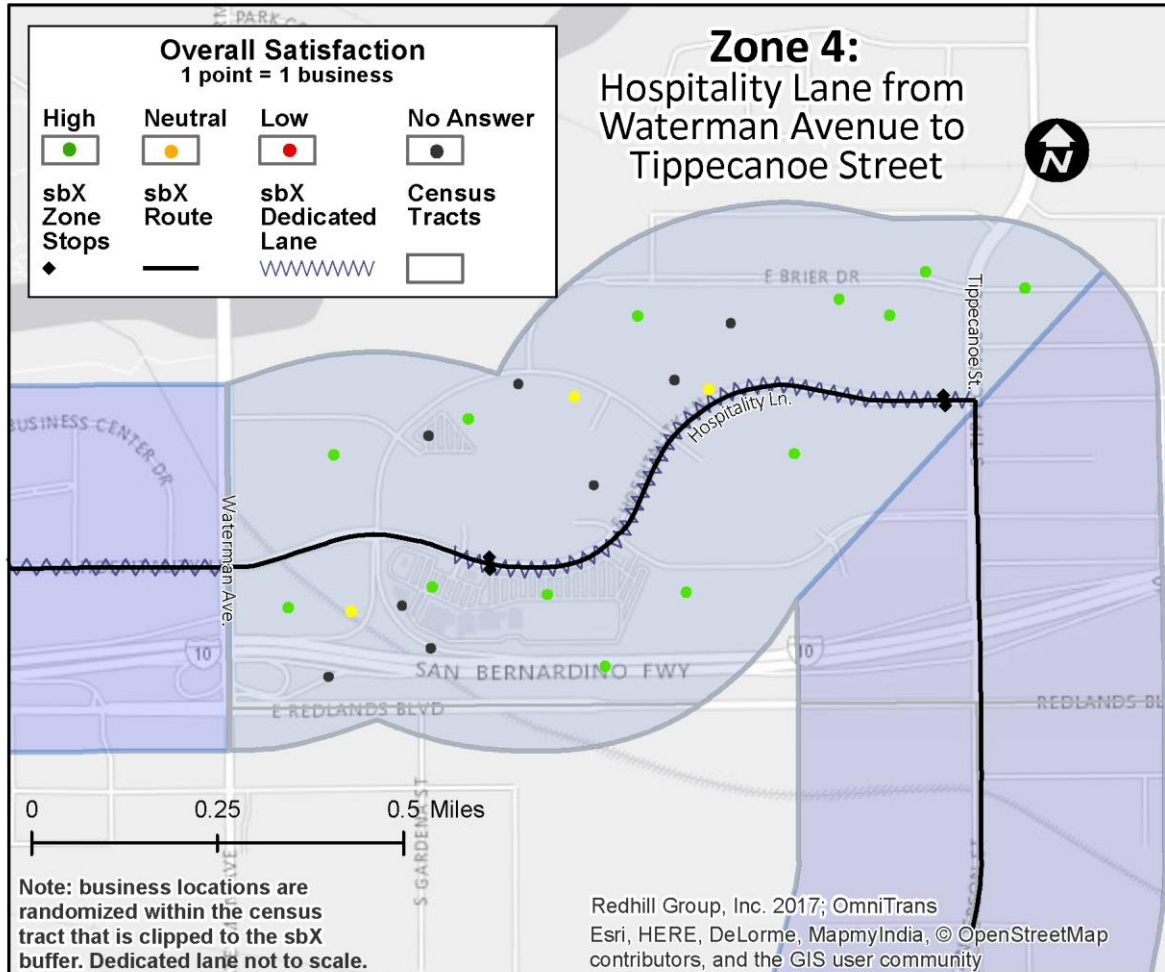 PARK CEN
Overall Satisfaction
1 point = 1 business
High Neutral Low No Answer
sbX Zone Stops
sbX Route
sbX Dedicated Lane
Census Tracts
Zone 4:
Hospitality Lane from
Waterman Avenue to
Tippecanoe Street
N
E BRIER DR
Tippecanoe St.
Hospitality Ln.
BUSINESS CENTER DR
Waterman Ave.
10
SAN BERNARDINO FWY
10
E REDLANDS BLVD
REDLANDS BL
S GARDENA ST
0 0.25 0.5 Miles
Note: business locations are
randomized within the census
tract that is clipped to the sbX
buffer. Dedicated lane not to scale.
Redhill Group, Inc. 2017; OmniTrans
Esri, HERE, DeLorme, MapmyIndia, © OpenStreetMap
contributors, and the GIS user community